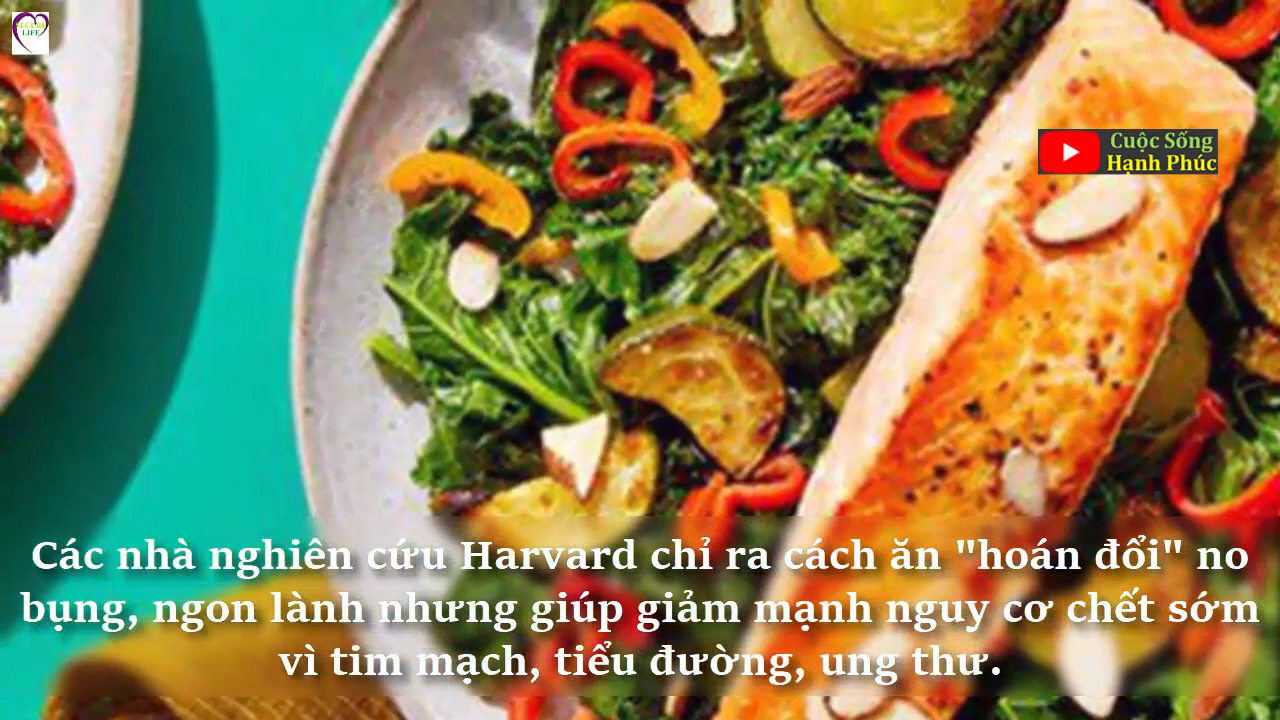 LIFE
Cuộc Sống
Hạnh Phúc
Các nhà nghiên cứu Harvard chỉ ra cách ăn "hoán đổi" no
bụng, ngon lành nhưng giúp giảm mạnh nguy cơ chết sớm
vì tim mạch, tiểu đường, ung thư.